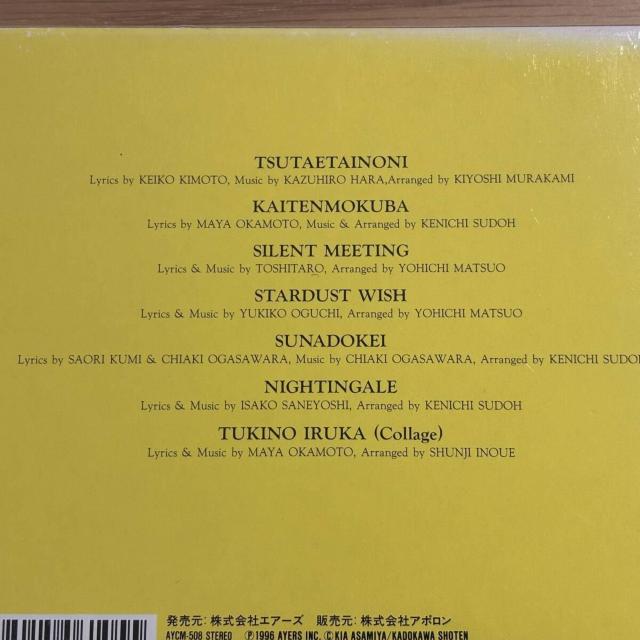 TSUTAETAINONI
Lyrics by KEIKO KIMOTO, Music by KAZUHIRO HARA,Arranged by KIYOSHI MURAKAMI
KAITENMOKUBA
Lyrics by MAYA OKAMOTO, Music & Arranged by KENICHI SUDOH
SILENT MEETING
Lyrics & Music by TOSHITARO, Arranged by YOHICHI MATSUO
STARDUST WISH
Lyrics & Music by YUKIKO OGUCHI, Arranged by YOHICHI MATSUO
SUNADOKEI
Lyrics by SAORI KUMI & CHIAKI OGASAWARA, Music by CHIAKI OGASAWARA, Arranged by KENICHI SUDO
NIGHTINGALE
Lyrics & Music by ISAKO SANEYOSHI, Arranged by KENICHI SUDOH
TUKINO IRUKA (Collage)
Lyrics & Music by MAYA OKAMOTO, Arranged by SHUNJI INOUE
発売元: 株式会社エアーズ 販売元: 株式会社アポロン
AYCM-508 STEREO Ⓟ1996 AYERS INC. ©KIA ASAMIYA/KADOKAWA SHOTEN